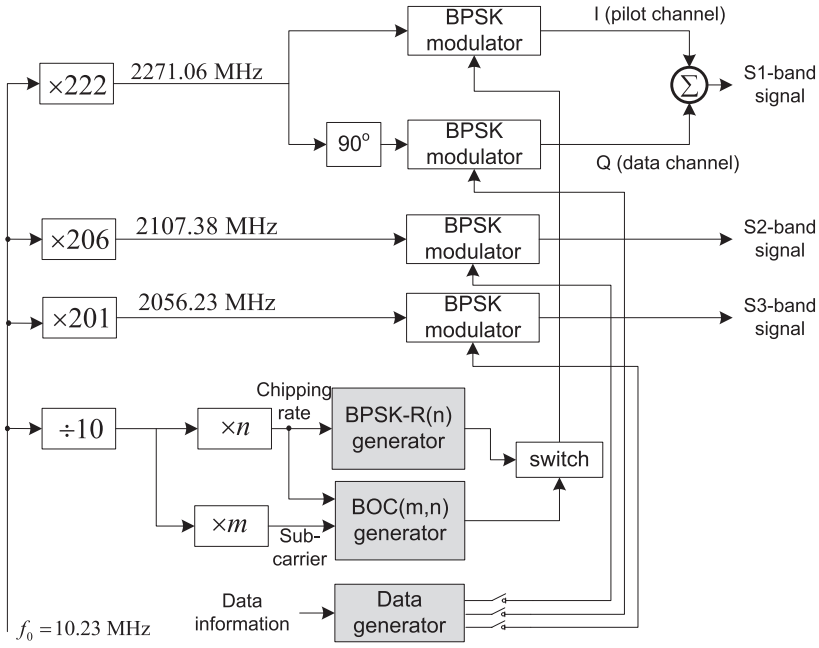 I (pilot channel)
BPSK
modulator
×222
2271.06 MHz
Σ
S1-band
signal
90°
BPSK
modulator
Q (data channel)
×206
2107.38 MHz
BPSK
modulator
S2-band
signal
×201
2056.23 MHz
BPSK
modulator
S3-band
signal
Chipping
rate
÷10
×n
BPSK-R(n)
generator
switch
×m
Sub-
carrier
BOC(m,n)
generator
Data
information
Data
generator
f₀ = 10.23 MHz